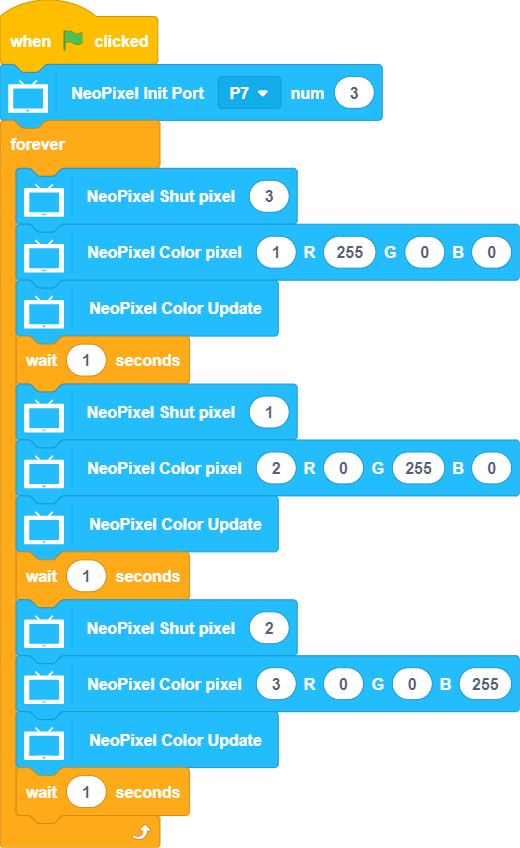 when clicked
NeoPixel Init Port P7 num 3
forever
NeoPixel Shut pixel 3
NeoPixel Color pixel 1 R 255 G 0 B 0
NeoPixel Color Update
wait 1 seconds
NeoPixel Shut pixel 1
NeoPixel Color pixel 2 R 0 G 255 B 0
NeoPixel Color Update
wait 1 seconds
NeoPixel Shut pixel 2
NeoPixel Color pixel 3 R 0 G 0 B 255
NeoPixel Color Update
wait 1 seconds